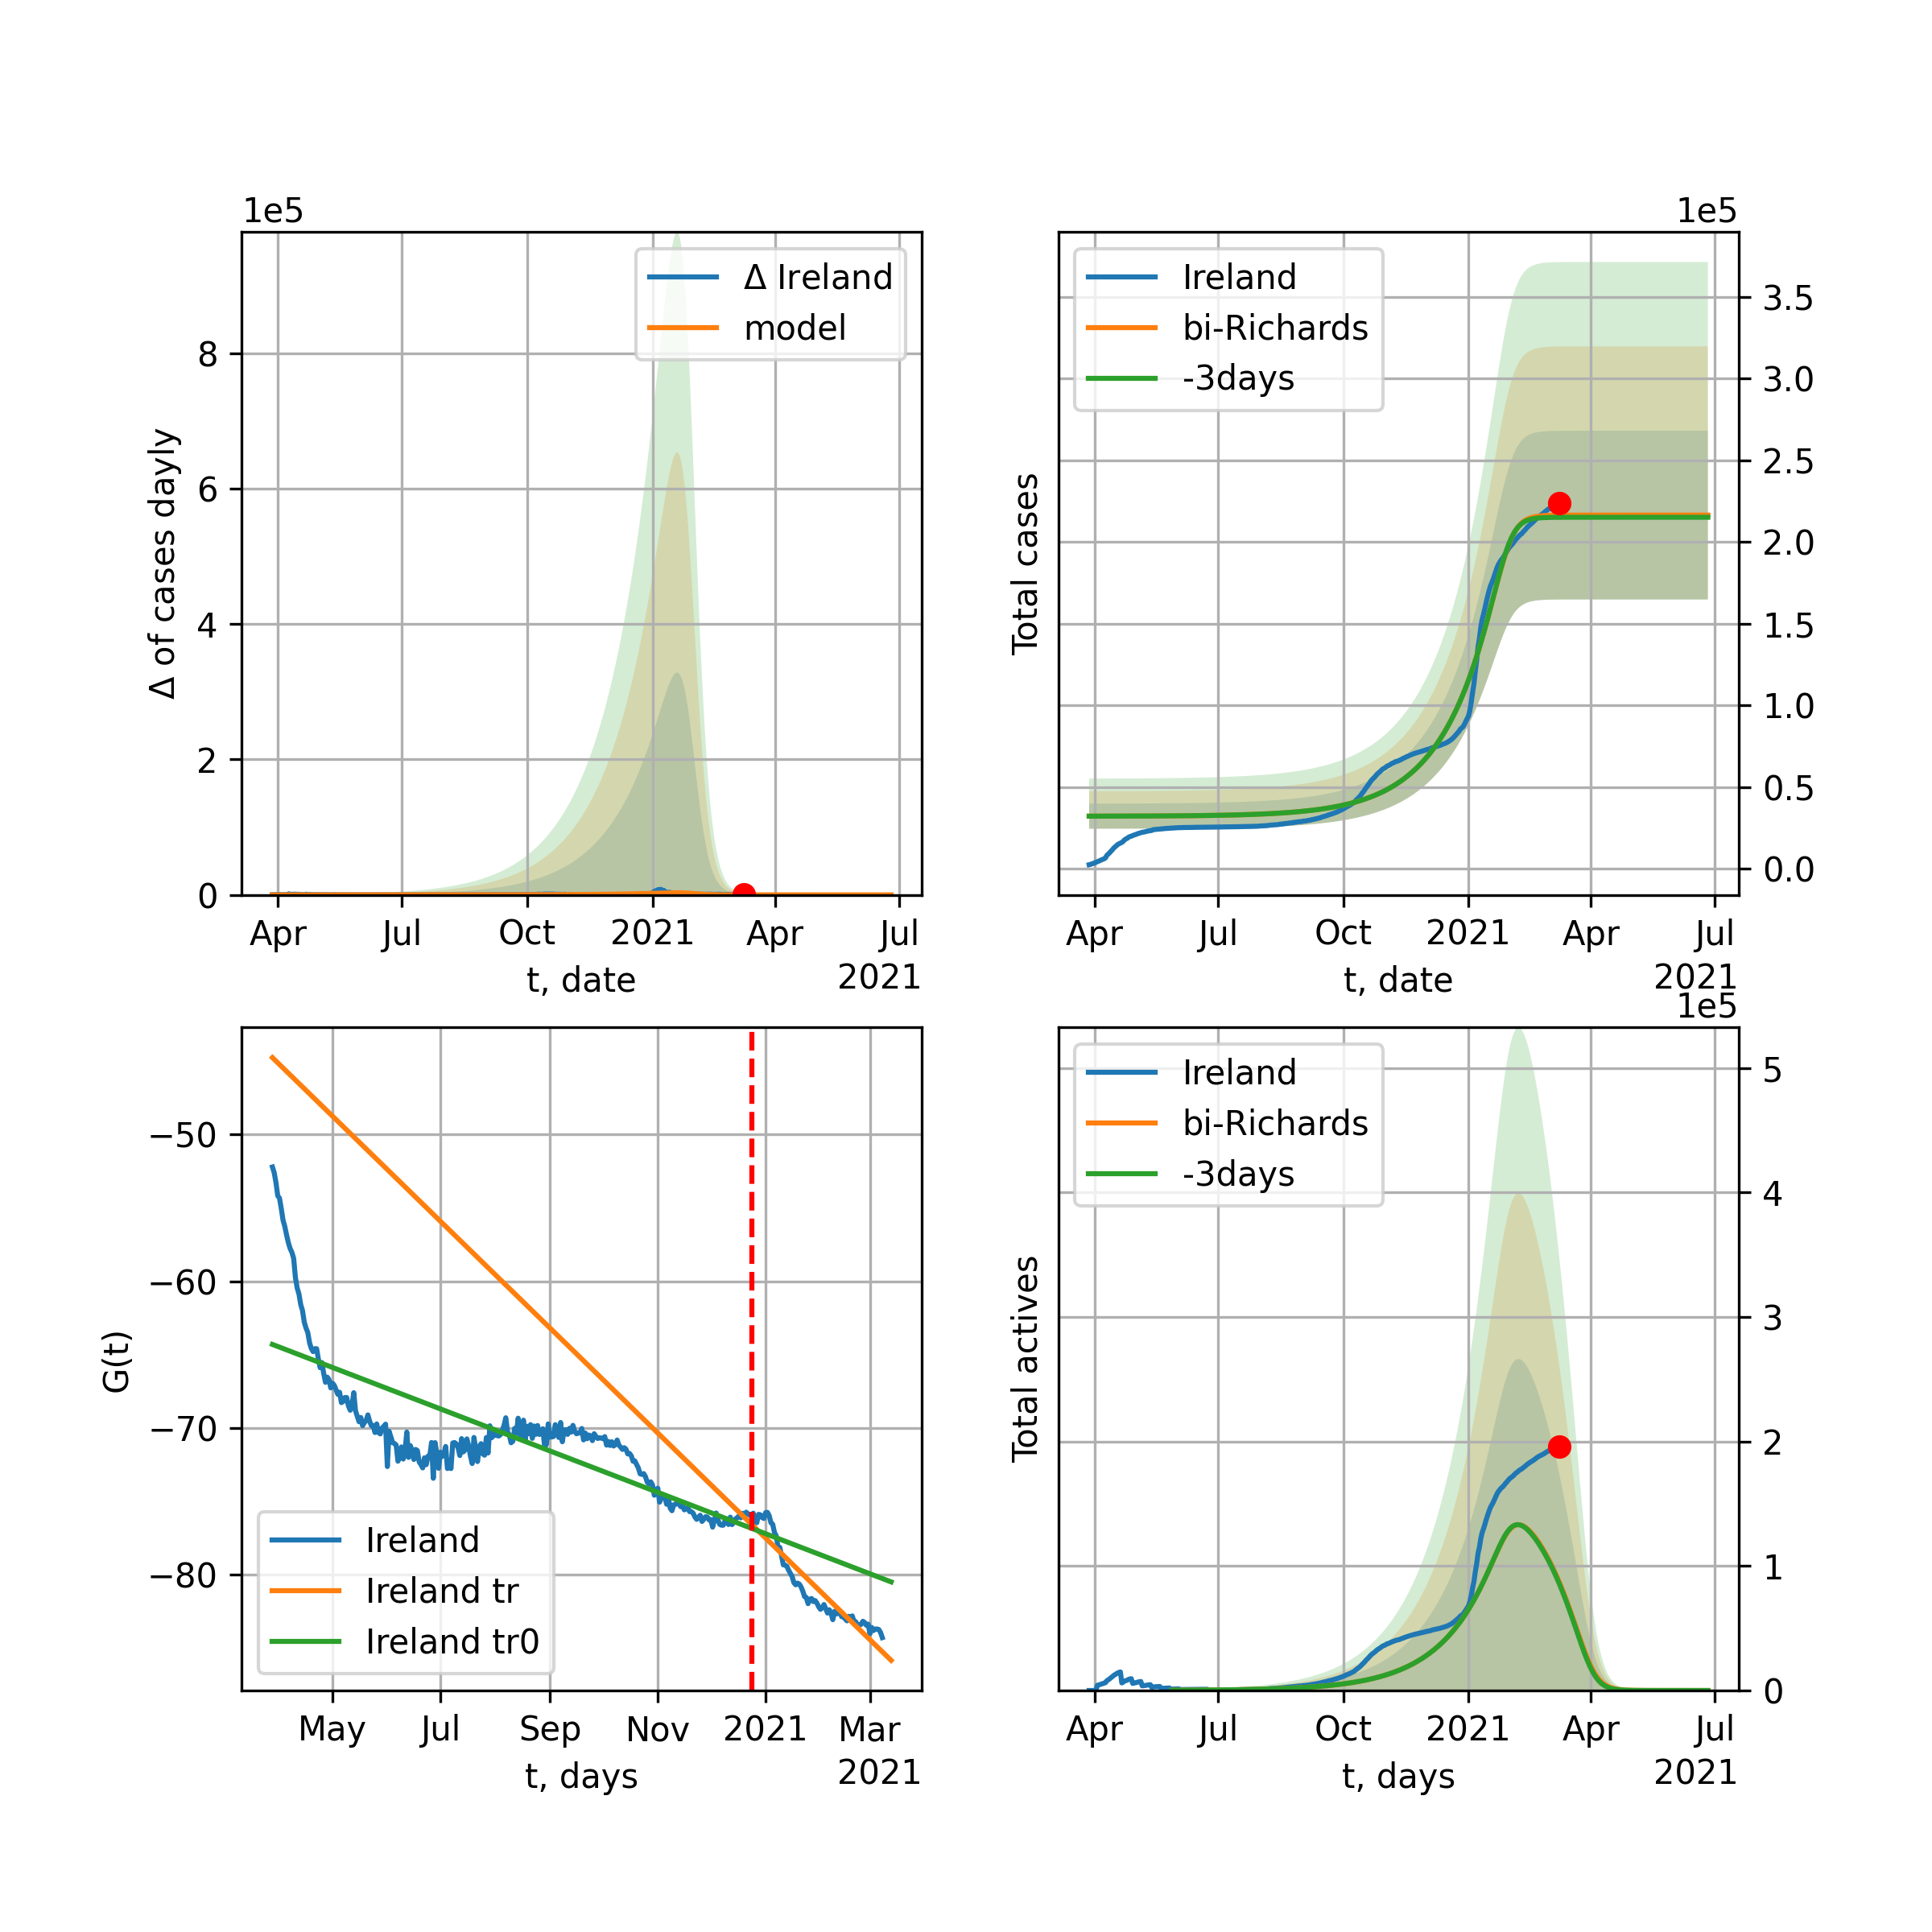 1e5
Δ of cases dayly
8
6
4
2
0
Δ Ireland
model
Apr
Jul
Oct
2021
Apr
Jul
2021
t, date
1e5
Total cases
Ireland
bi-Richards
-3days
3.5
3.0
2.5
2.0
1.5
1.0
0.5
0.0
Apr
Jul
Oct
2021
Apr
Jul
2021
t, date
G(t)
−50
−60
−70
−80
Ireland
Ireland tr
Ireland tr0
May
Jul
Sep
Nov
2021
Mar
2021
t, days
1e5
Total actives
Ireland
bi-Richards
-3days
5
4
3
2
1
0
Apr
Jul
Oct
2021
Apr
Jul
2021
t, days